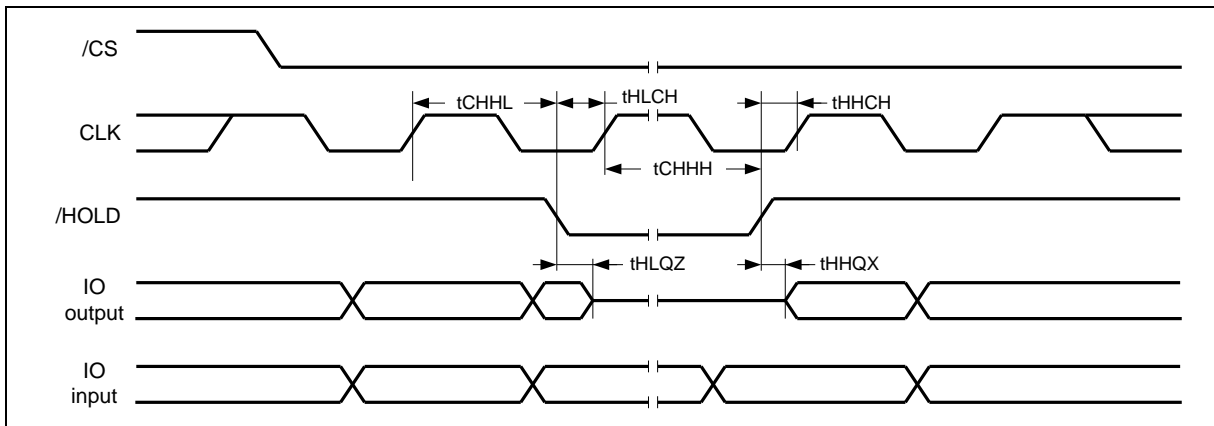 /CS
tCHHL
tHLCH
tHHCH
CLK
tCHHH
/HOLD
tHLQZ
tHHQX
IO
output
IO
input